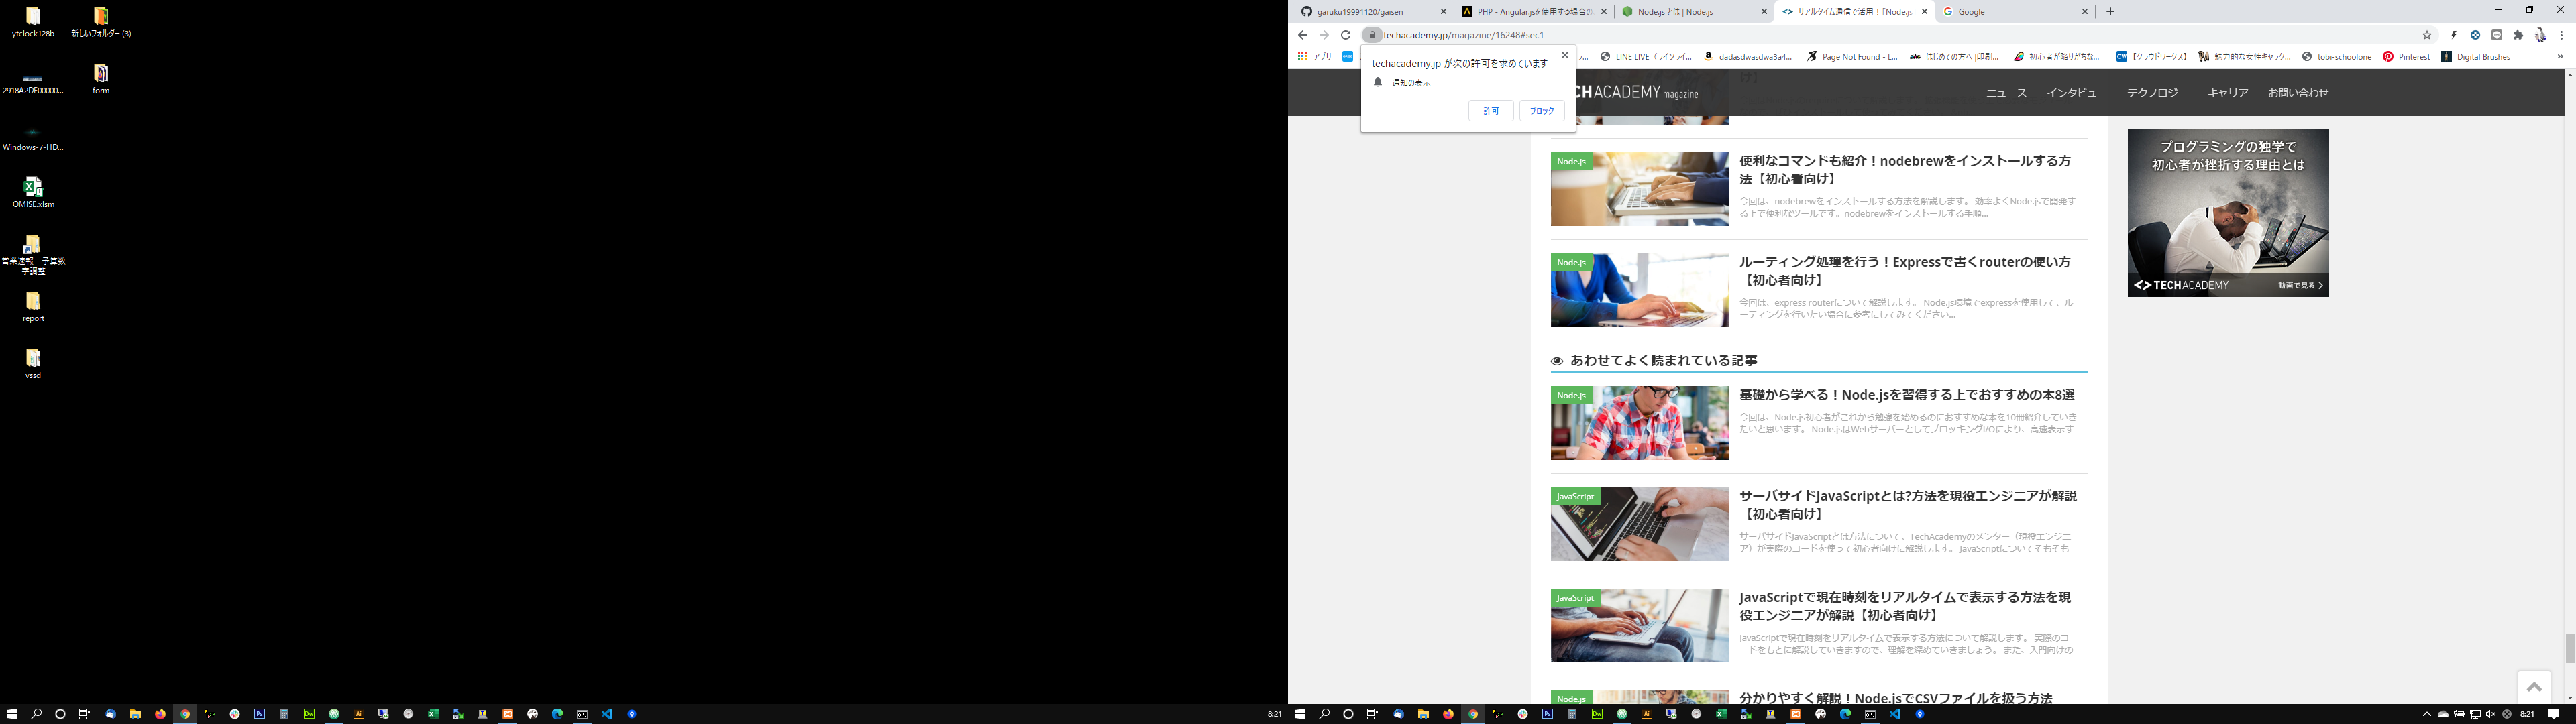 ytclock128b
新しいフォルダー (3)
2918A2DF00000...
form
Windows-7-HD...
OMISE.xlsm
営業速報　予算数
字調整
report
vssd
garuku19991120/gaisen
PHP - Angular.jsを使用する場合の
Node.js とは | Node.js
リアルタイム通信で活用！「Node.js
Google
techacademy.jp/magazine/16248#sec1
アプリ
LINE LIVE（ラインライ...
dadasdwasdwa3a4...
Page Not Found - L...
はじめての方へ |印刷...
初心者が陥りがちな...
【クラウドワークス】
魅力的な女性キャラク...
tobi-schoolone
Pinterest
Digital Brushes
techacademy.jp が次の許可を求めています
通知の表示
許可
ブロック
CHACADEMY magazine
ニュース
インタビュー
テクノロジー
キャリア
お問い合わせ
Node.js
便利なコマンドも紹介！nodebrewをインストールする方
法【初心者向け】
今回は、nodebrewをインストールする方法を解説します。 効率よくNode.jsで開発す
る上で便利なツールです。nodebrewをインストールする手順...
Node.js
ルーティング処理を行う！Expressで書くrouterの使い方
【初心者向け】
今回は、express routerについて解説します。 Node.js環境でexpressを使用して、ル
ーティングを行いたい場合に参考にしてみてください...
あわせてよく読まれている記事
Node.js
基礎から学べる！Node.jsを習得する上でおすすめの本8選
今回は、Node.js初心者がこれから勉強を始めるのにおすすめな本を10冊紹介していき
たいと思います。 Node.jsはWebサーバーとしてブロッキングI/Oにより、高速表示す
JavaScript
サーバサイドJavaScriptとは?方法を現役エンジニアが解説
【初心者向け】
サーバサイドJavaScriptとは方法について、TechAcademyのメンター（現役エンジニ
ア）が実際のコードを使って初心者向けに解説します。 JavaScriptについてそもそも
JavaScript
JavaScriptで現在時刻をリアルタイムで表示する方法を現
役エンジニアが解説【初心者向け】
JavaScriptで現在時刻をリアルタイムで表示する方法について解説します。 実際のコ
ードをもとに解説していきますので、理解を深めていきましょう。 また、入門向けの
Node.js
分かりやすく解説！Node.jsでCSVファイルを扱う方法
プログラミングの独学で
初心者が挫折する理由とは
TECHACADEMY
動画で見る
8:21
8:21